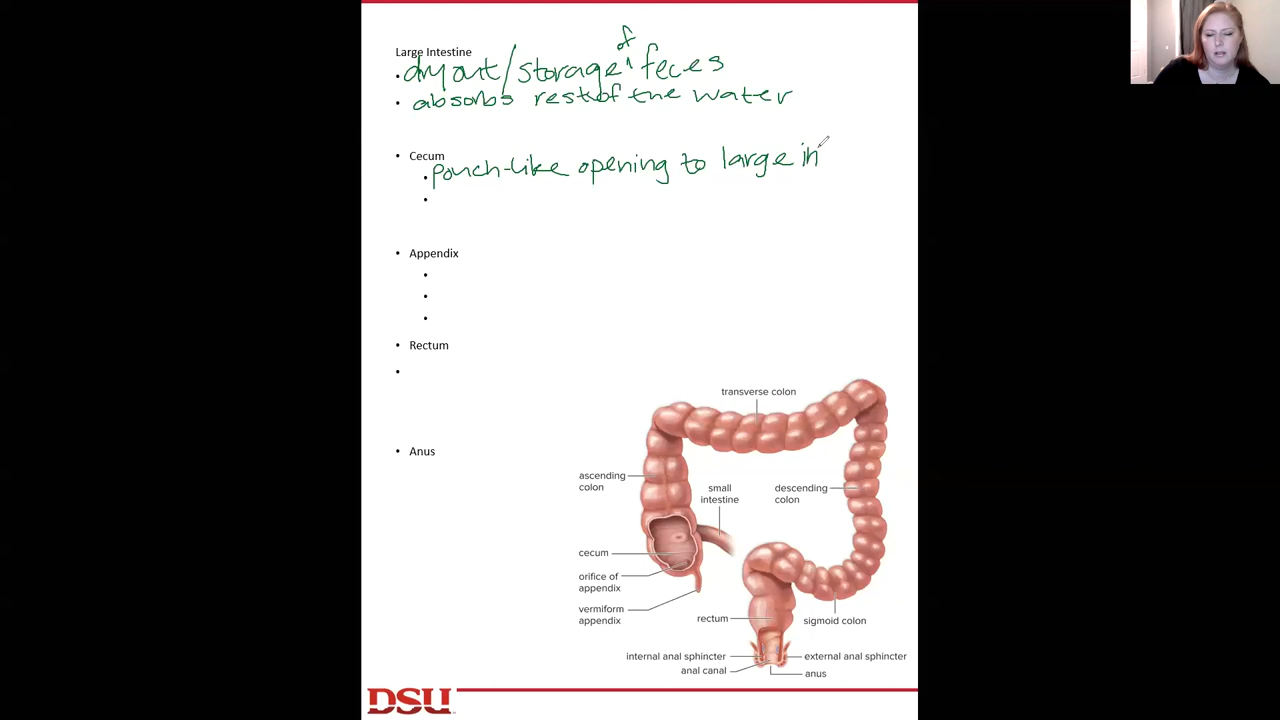 Large Intestine
• dry out/storage of feces
• absorbs rest of the water
• Cecum
• pouch-like opening to large in
•
• Appendix
•
•
•
• Rectum
•
• Anus
transverse colon
ascending
colon
small
intestine
descending
colon
cecum
orifice of
appendix
vermiform
appendix
rectum
sigmoid colon
internal anal sphincter
external anal sphincter
anal canal
anus
DSU